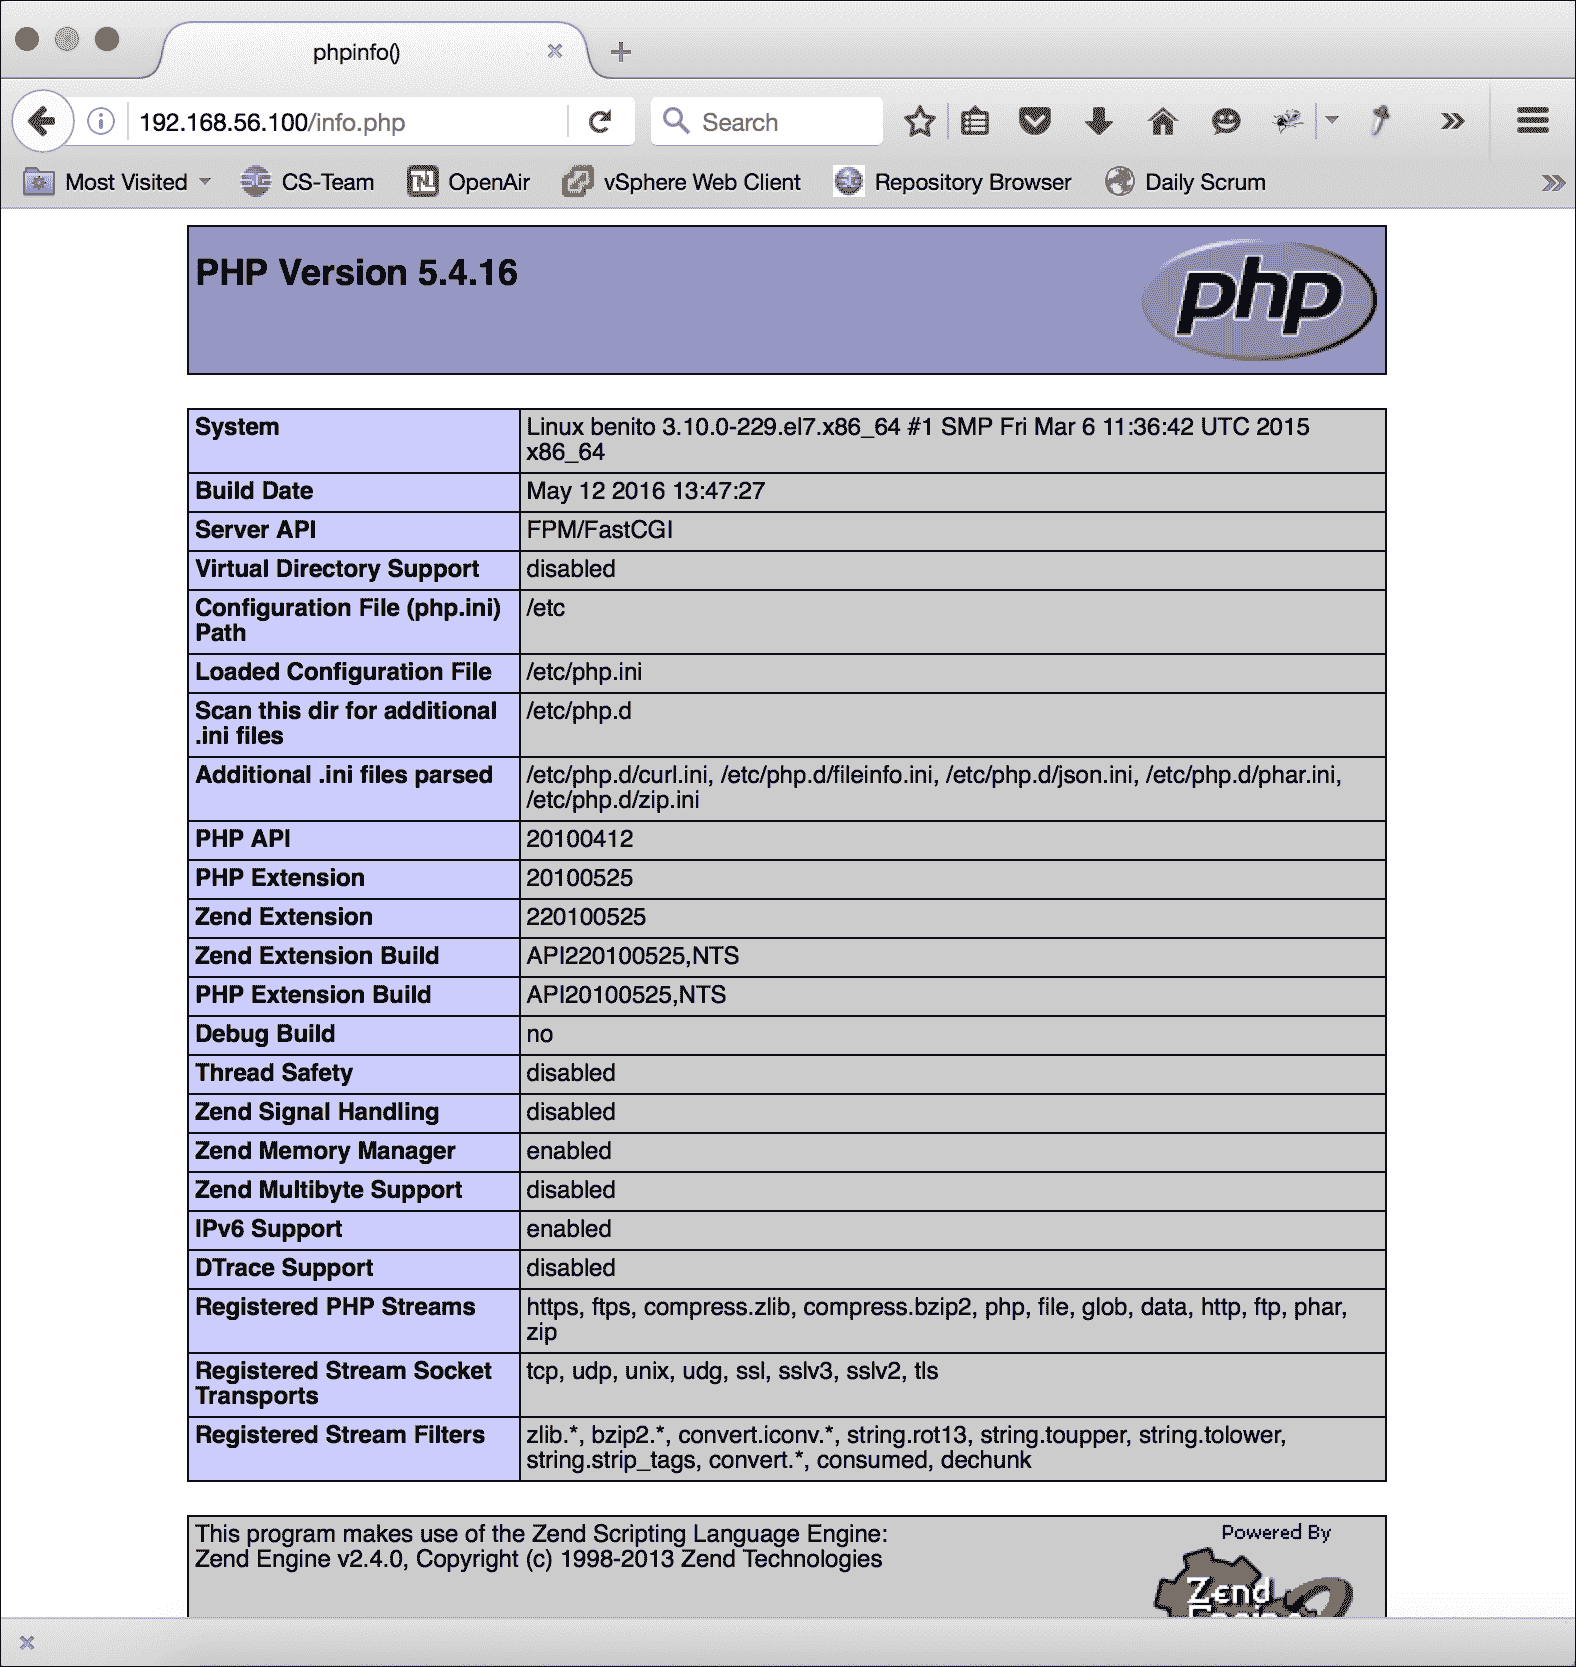 phpinfo()
192.168.56.100/info.php
Search
Most Visited
CS-Team
OpenAir
vSphere Web Client
Repository Browser
Daily Scrum
PHP Version 5.4.16
php
System
Linux benito 3.10.0-229.el7.x86_64 #1 SMP Fri Mar 6 11:36:42 UTC 2015
x86_64
Build Date
May 12 2016 13:47:27
Server API
FPM/FastCGI
Virtual Directory Support
disabled
Configuration File (php.ini)
Path
/etc
Loaded Configuration File
/etc/php.ini
Scan this dir for additional
.ini files
/etc/php.d
Additional .ini files parsed
/etc/php.d/curl.ini, /etc/php.d/fileinfo.ini, /etc/php.d/json.ini, /etc/php.d/phar.ini,
/etc/php.d/zip.ini
PHP API
20100412
PHP Extension
20100525
Zend Extension
220100525
Zend Extension Build
API220100525,NTS
PHP Extension Build
API20100525,NTS
Debug Build
no
Thread Safety
disabled
Zend Signal Handling
disabled
Zend Memory Manager
enabled
Zend Multibyte Support
disabled
IPv6 Support
enabled
DTrace Support
disabled
Registered PHP Streams
https, ftps, compress.zlib, compress.bzip2, php, file, glob, data, http, ftp, phar,
zip
Registered Stream Socket
Transports
tcp, udp, unix, udg, ssl, sslv3, sslv2, tls
Registered Stream Filters
zlib.*, bzip2.*, convert.iconv.*, string.rot13, string.toupper, string.tolower,
string.strip_tags, convert.*, consumed, dechunk
This program makes use of the Zend Scripting Language Engine:
Zend Engine v2.4.0, Copyright (c) 1998-2013 Zend Technologies
Powered By
Zend
Engine